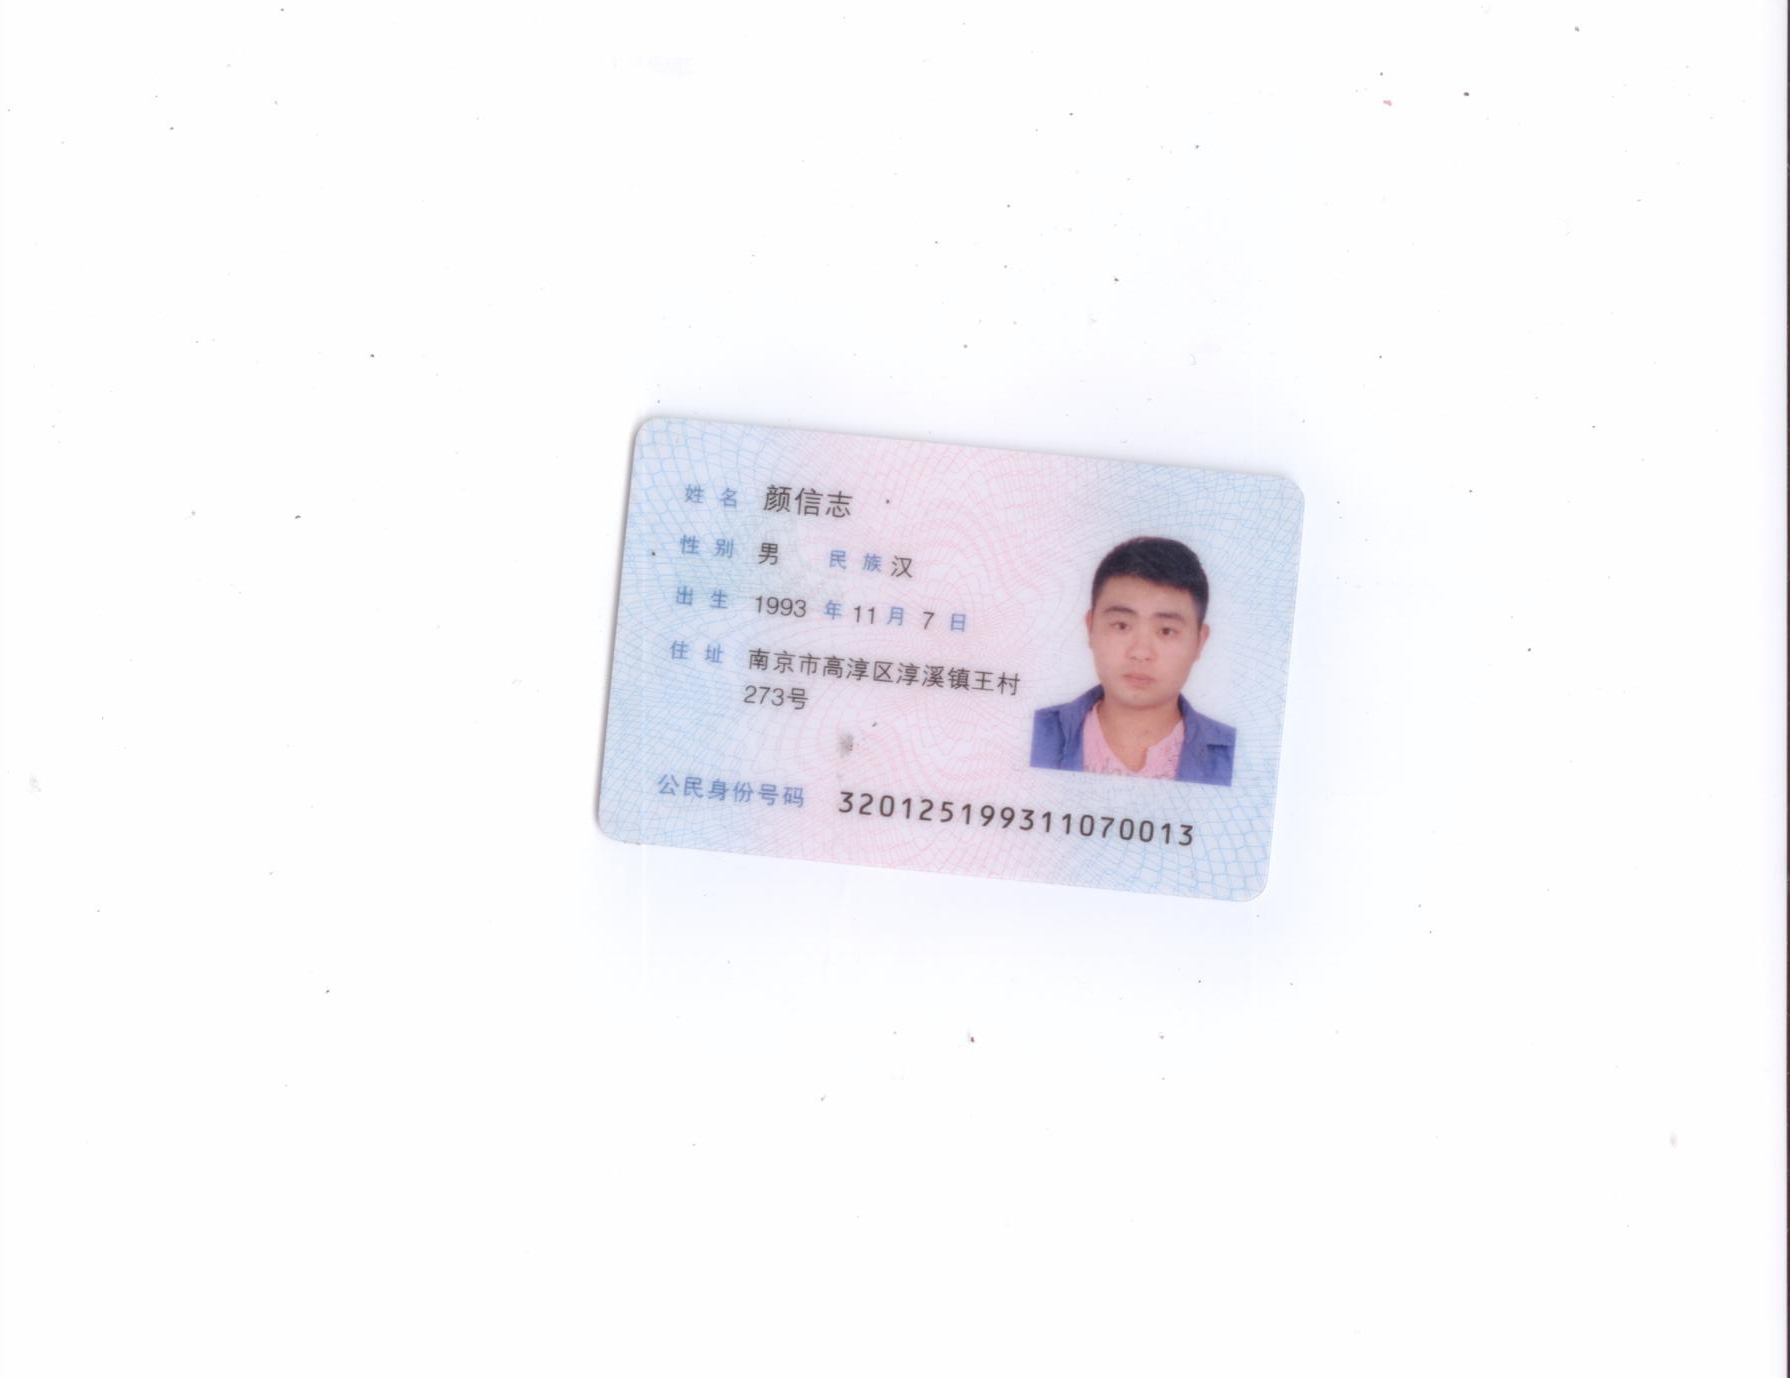 姓名 颜信志
性别 男 民族 汉
出生 1993 年 11 月 7 日
住址 南京市高淳区淳溪镇王村
273号
公民身份号码 320125199311070013